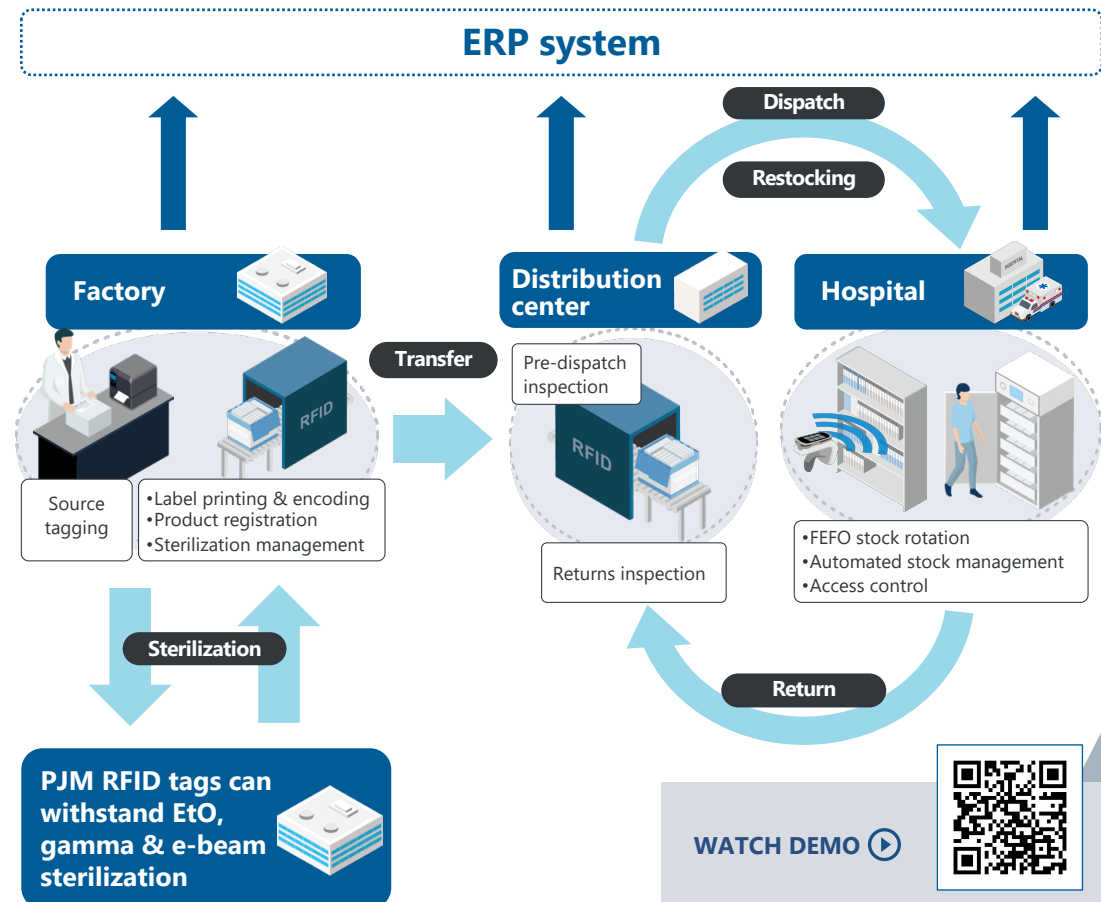 ERP system
Dispatch
Restocking
Factory
Distribution
center
Hospital
HOSPITAL
Transfer
Pre-dispatch
inspection
RFID
RFID
Source
tagging
•Label printing & encoding
•Product registration
•Sterilization management
Returns inspection
•FEFO stock rotation
•Automated stock management
•Access control
Sterilization
Return
PJM RFID tags can
withstand EtO,
gamma & e-beam
sterilization
WATCH DEMO